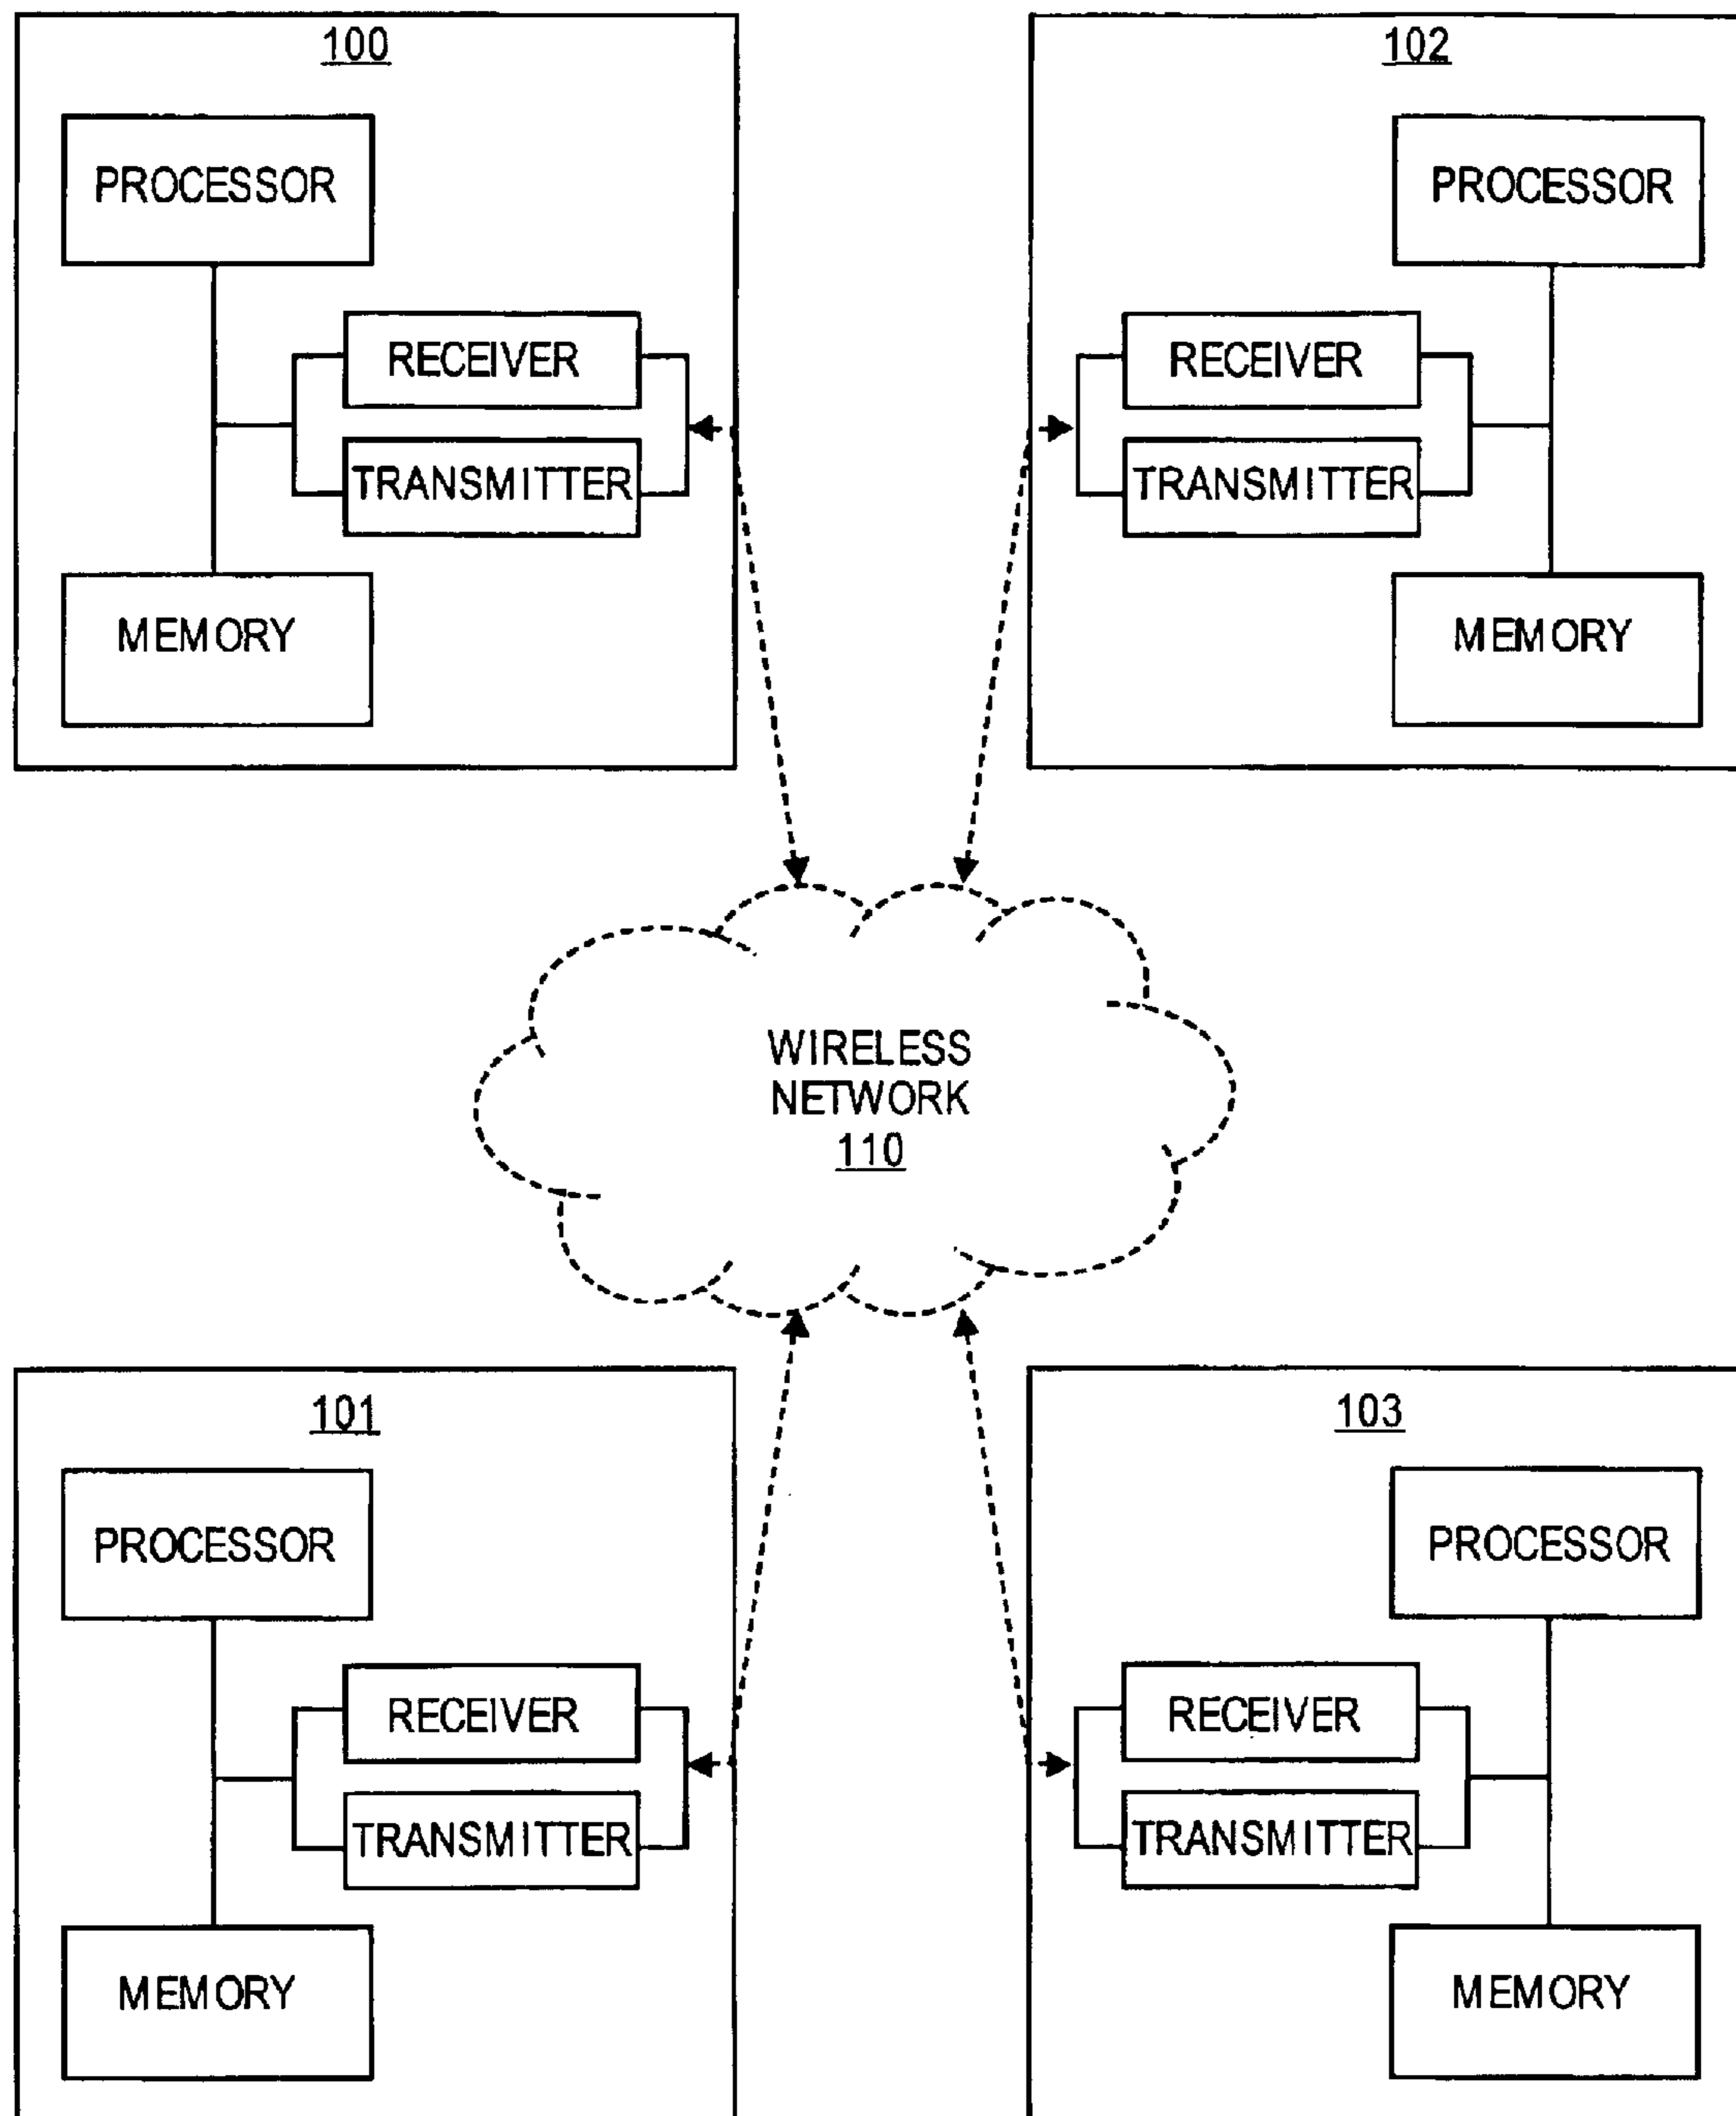 100
PROCESSOR
RECEIVER
TRANSMITTER
MEMORY
102
PROCESSOR
RECEIVER
TRANSMITTER
MEMORY
WIRELESS
NETWORK
110
101
PROCESSOR
RECEIVER
TRANSMITTER
MEMORY
103
PROCESSOR
RECEIVER
TRANSMITTER
MEMORY